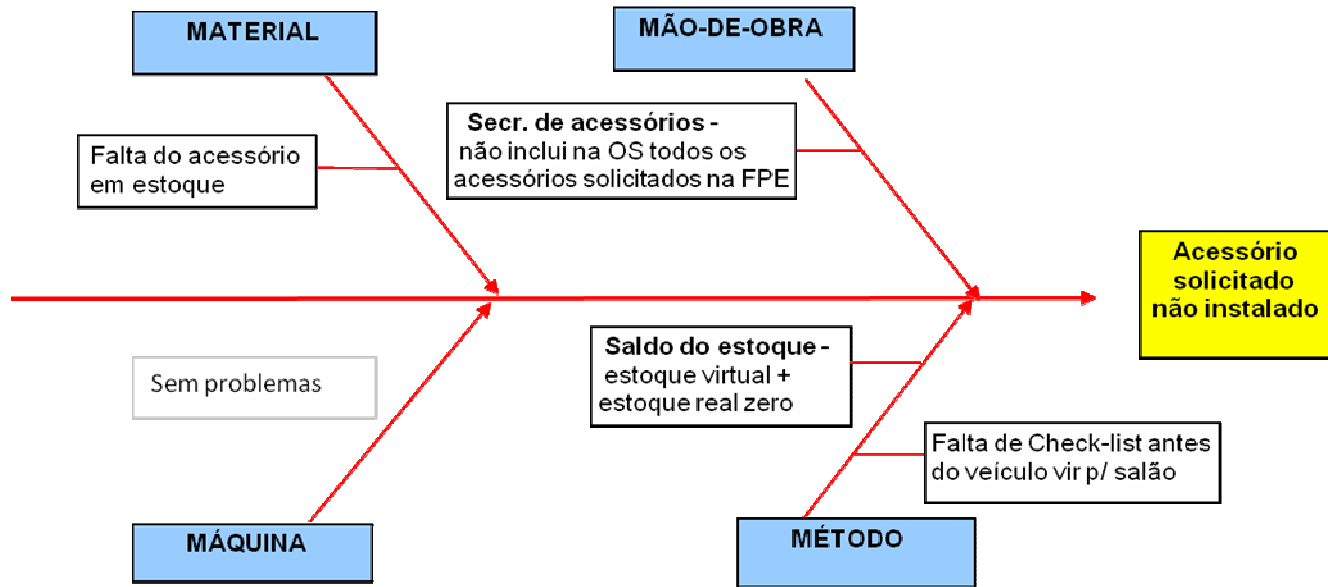 MATERIAL
MÃO-DE-OBRA
Secr. de acessórios -
não inclui na OS todos os
acessórios solicitados na FPE
Falta do acessório
em estoque
Acessório
solicitado
não instalado
Saldo do estoque -
estoque virtual +
estoque real zero
Sem problemas
Falta de Check-list antes
do veículo vir p/ salão
MÁQUINA
MÉTODO